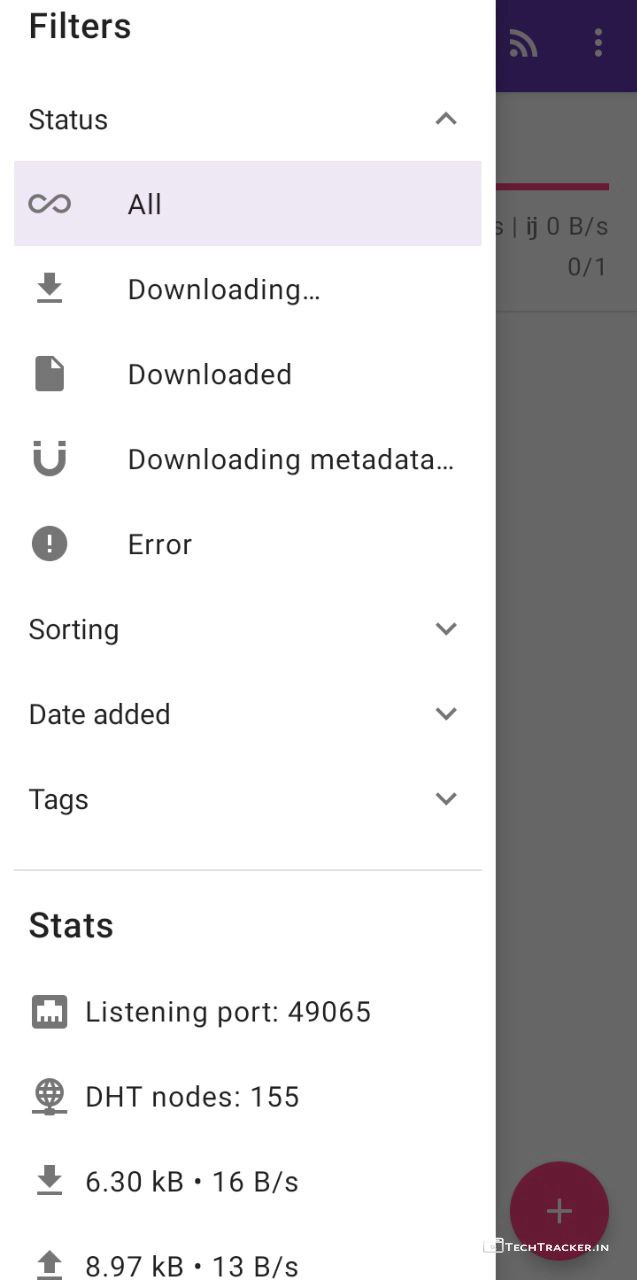 Filters
Status
All
Downloading…
Downloaded
Downloading metadata…
Error
Sorting
Date added
Tags
Stats
Listening port: 49065
DHT nodes: 155
6.30 kB • 16 B/s
8.97 kB • 13 B/s
s | ĳ 0 B/s
0/1
TechTracker.in